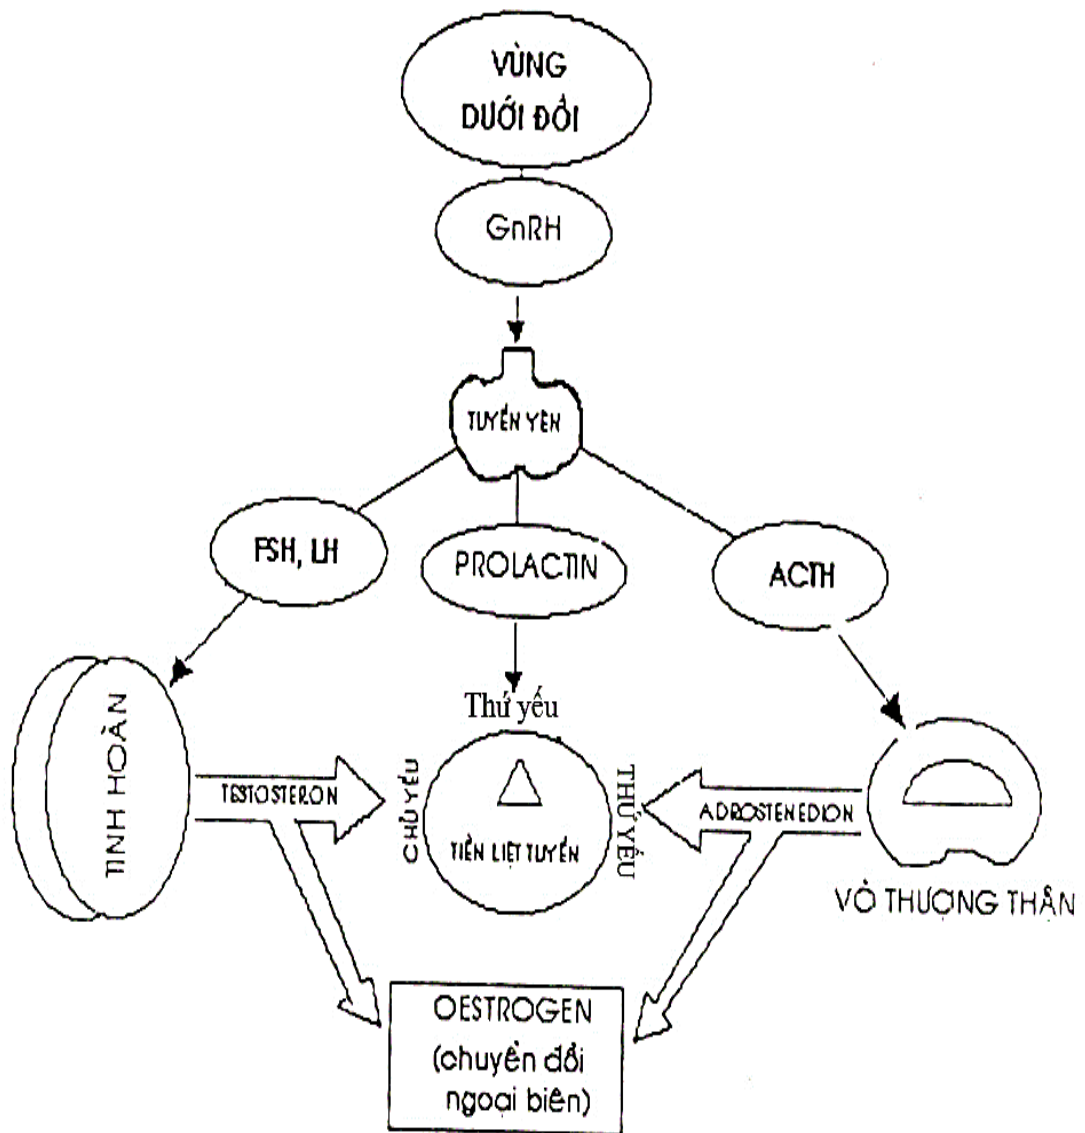 VÙNG
DƯỚI ĐỒI
GnRH
TUYẾN YÊN
FSH, LH
PROLACTIN
ACTH
TINH HOÀN
Thứ yếu
TESTOSTERON
CHỦ YẾU
TIỀN LIỆT TUYẾN
THỨ YẾU
ADROSTENEDION
VỎ THƯỢNG THẬN
OESTROGEN
(chuyển đổi
ngoại biên)